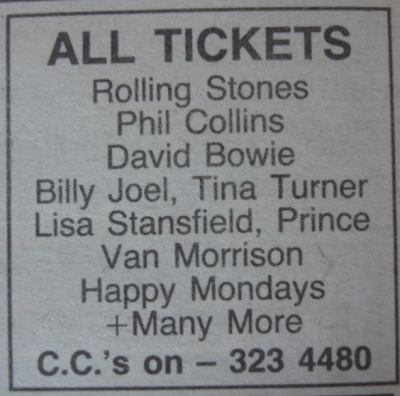 ALL TICKETS
Rolling Stones
Phil Collins
David Bowie
Billy Joel, Tina Turner
Lisa Stansfield, Prince
Van Morrison
Happy Mondays
+Many More
C.C.'s on – 323 4480